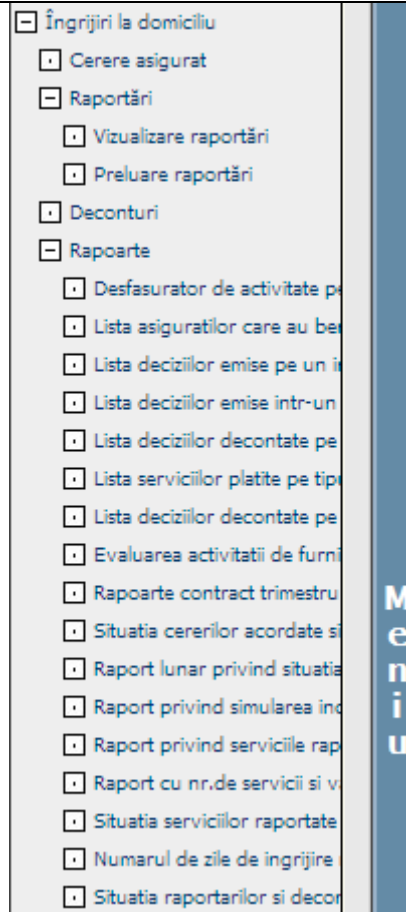 Îngrijiri la domiciliu
Cerere asigurat
Raportări
Vizualizare raportări
Preluare raportări
Deconturi
Rapoarte
Desfasurator de activitate pe
Lista asiguratilor care au ber
Lista deciziilor emise pe un i
Lista deciziilor emise intr-un
Lista deciziilor decontate pe
Lista serviciilor platite pe tip
Lista deciziilor decontate pe
Evaluarea activitatii de furni
Rapoarte contract trimestru
Situatia cererilor acordate si
Raport lunar privind situatia
Raport privind simularea
Raport privind serviciile rap
Raport cu nr.de servicii si v
Situatia serviciilor raportate
Numarul de zile de ingrijire
Situatia raportarilor si decor
Meniu